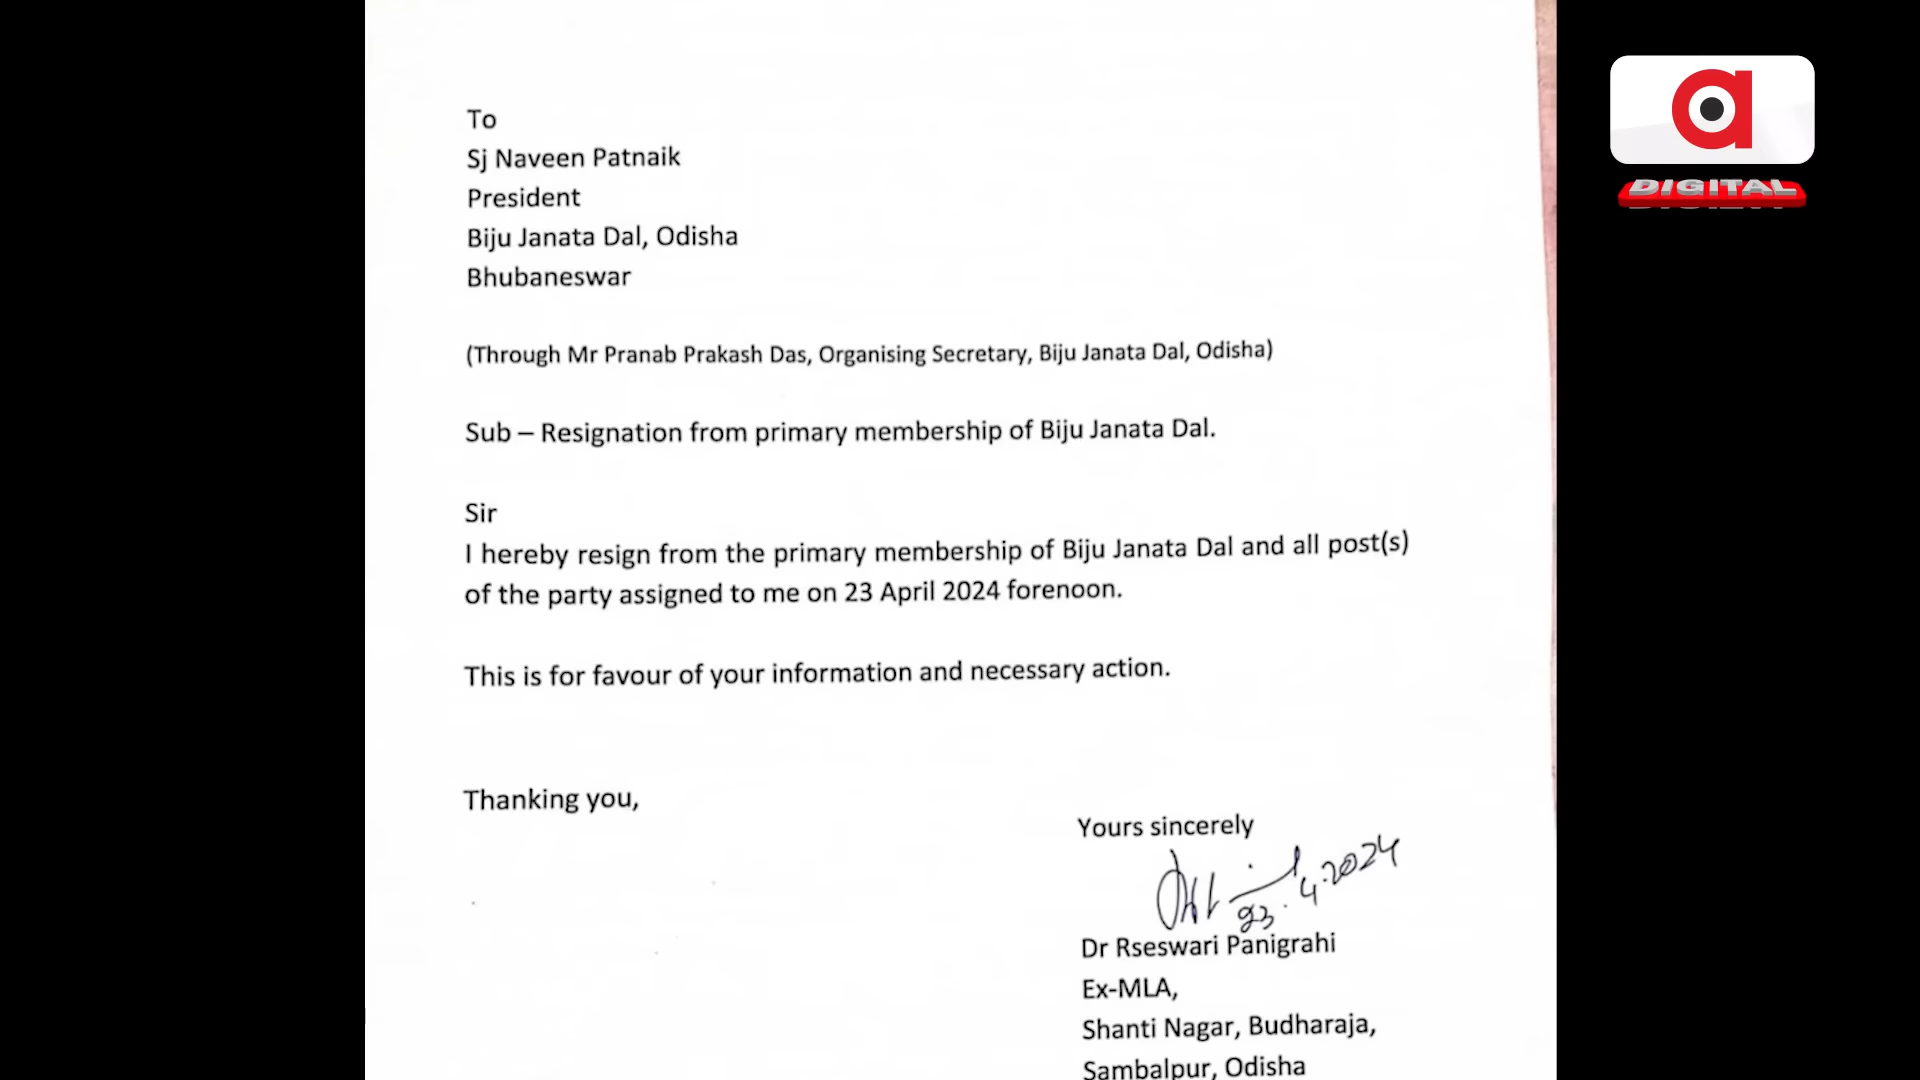 To
Sj Naveen Patnaik
President
Biju Janata Dal, Odisha
Bhubaneswar
(Through Mr Pranab Prakash Das, Organising Secretary, Biju Janata Dal, Odisha)
Sub – Resignation from primary membership of Biju Janata Dal.
Sir
I hereby resign from the primary membership of Biju Janata Dal and all post(s)
of the party assigned to me on 23 April 2024 forenoon.
This is for favour of your information and necessary action.
Thanking you,
Yours sincerely
23.4.2024
Dr Rseswari Panigrahi
Ex-MLA,
Shanti Nagar, Budharaja,
Sambalpur, Odisha
a
DIGITAL